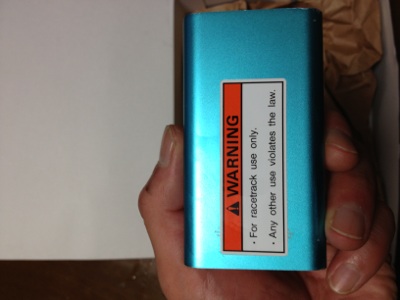 ⚠ WARNING
· For racetrack use only.
· Any other use violates the law.